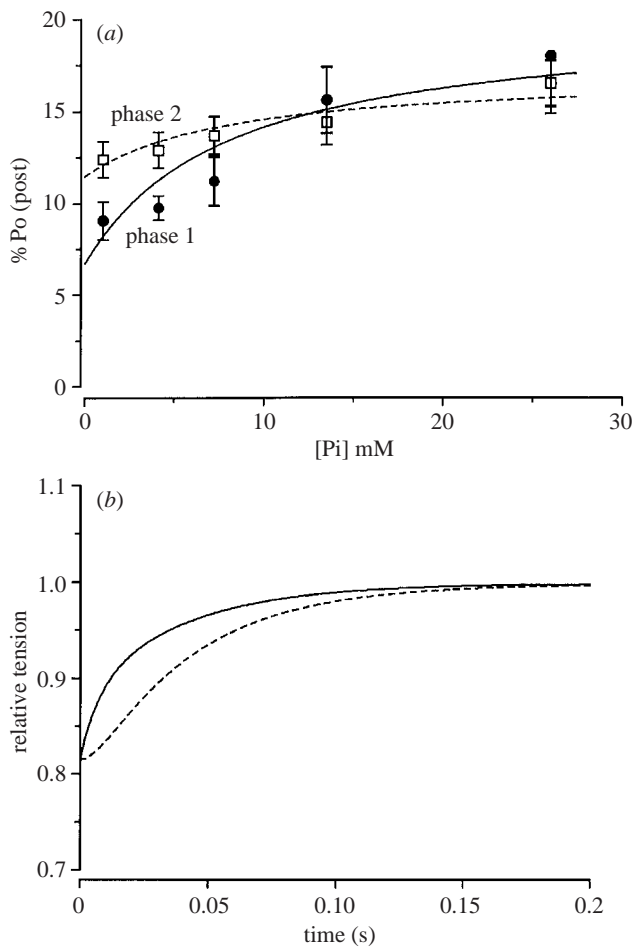 (a)
20
15
10
5
0
% Po (post)
phase 2
phase 1
0 10 20 30
[Pi] mM
(b)
1.1
1.0
0.9
0.8
0.7
relative tension
0 0.05 0.10 0.15 0.2
time (s)